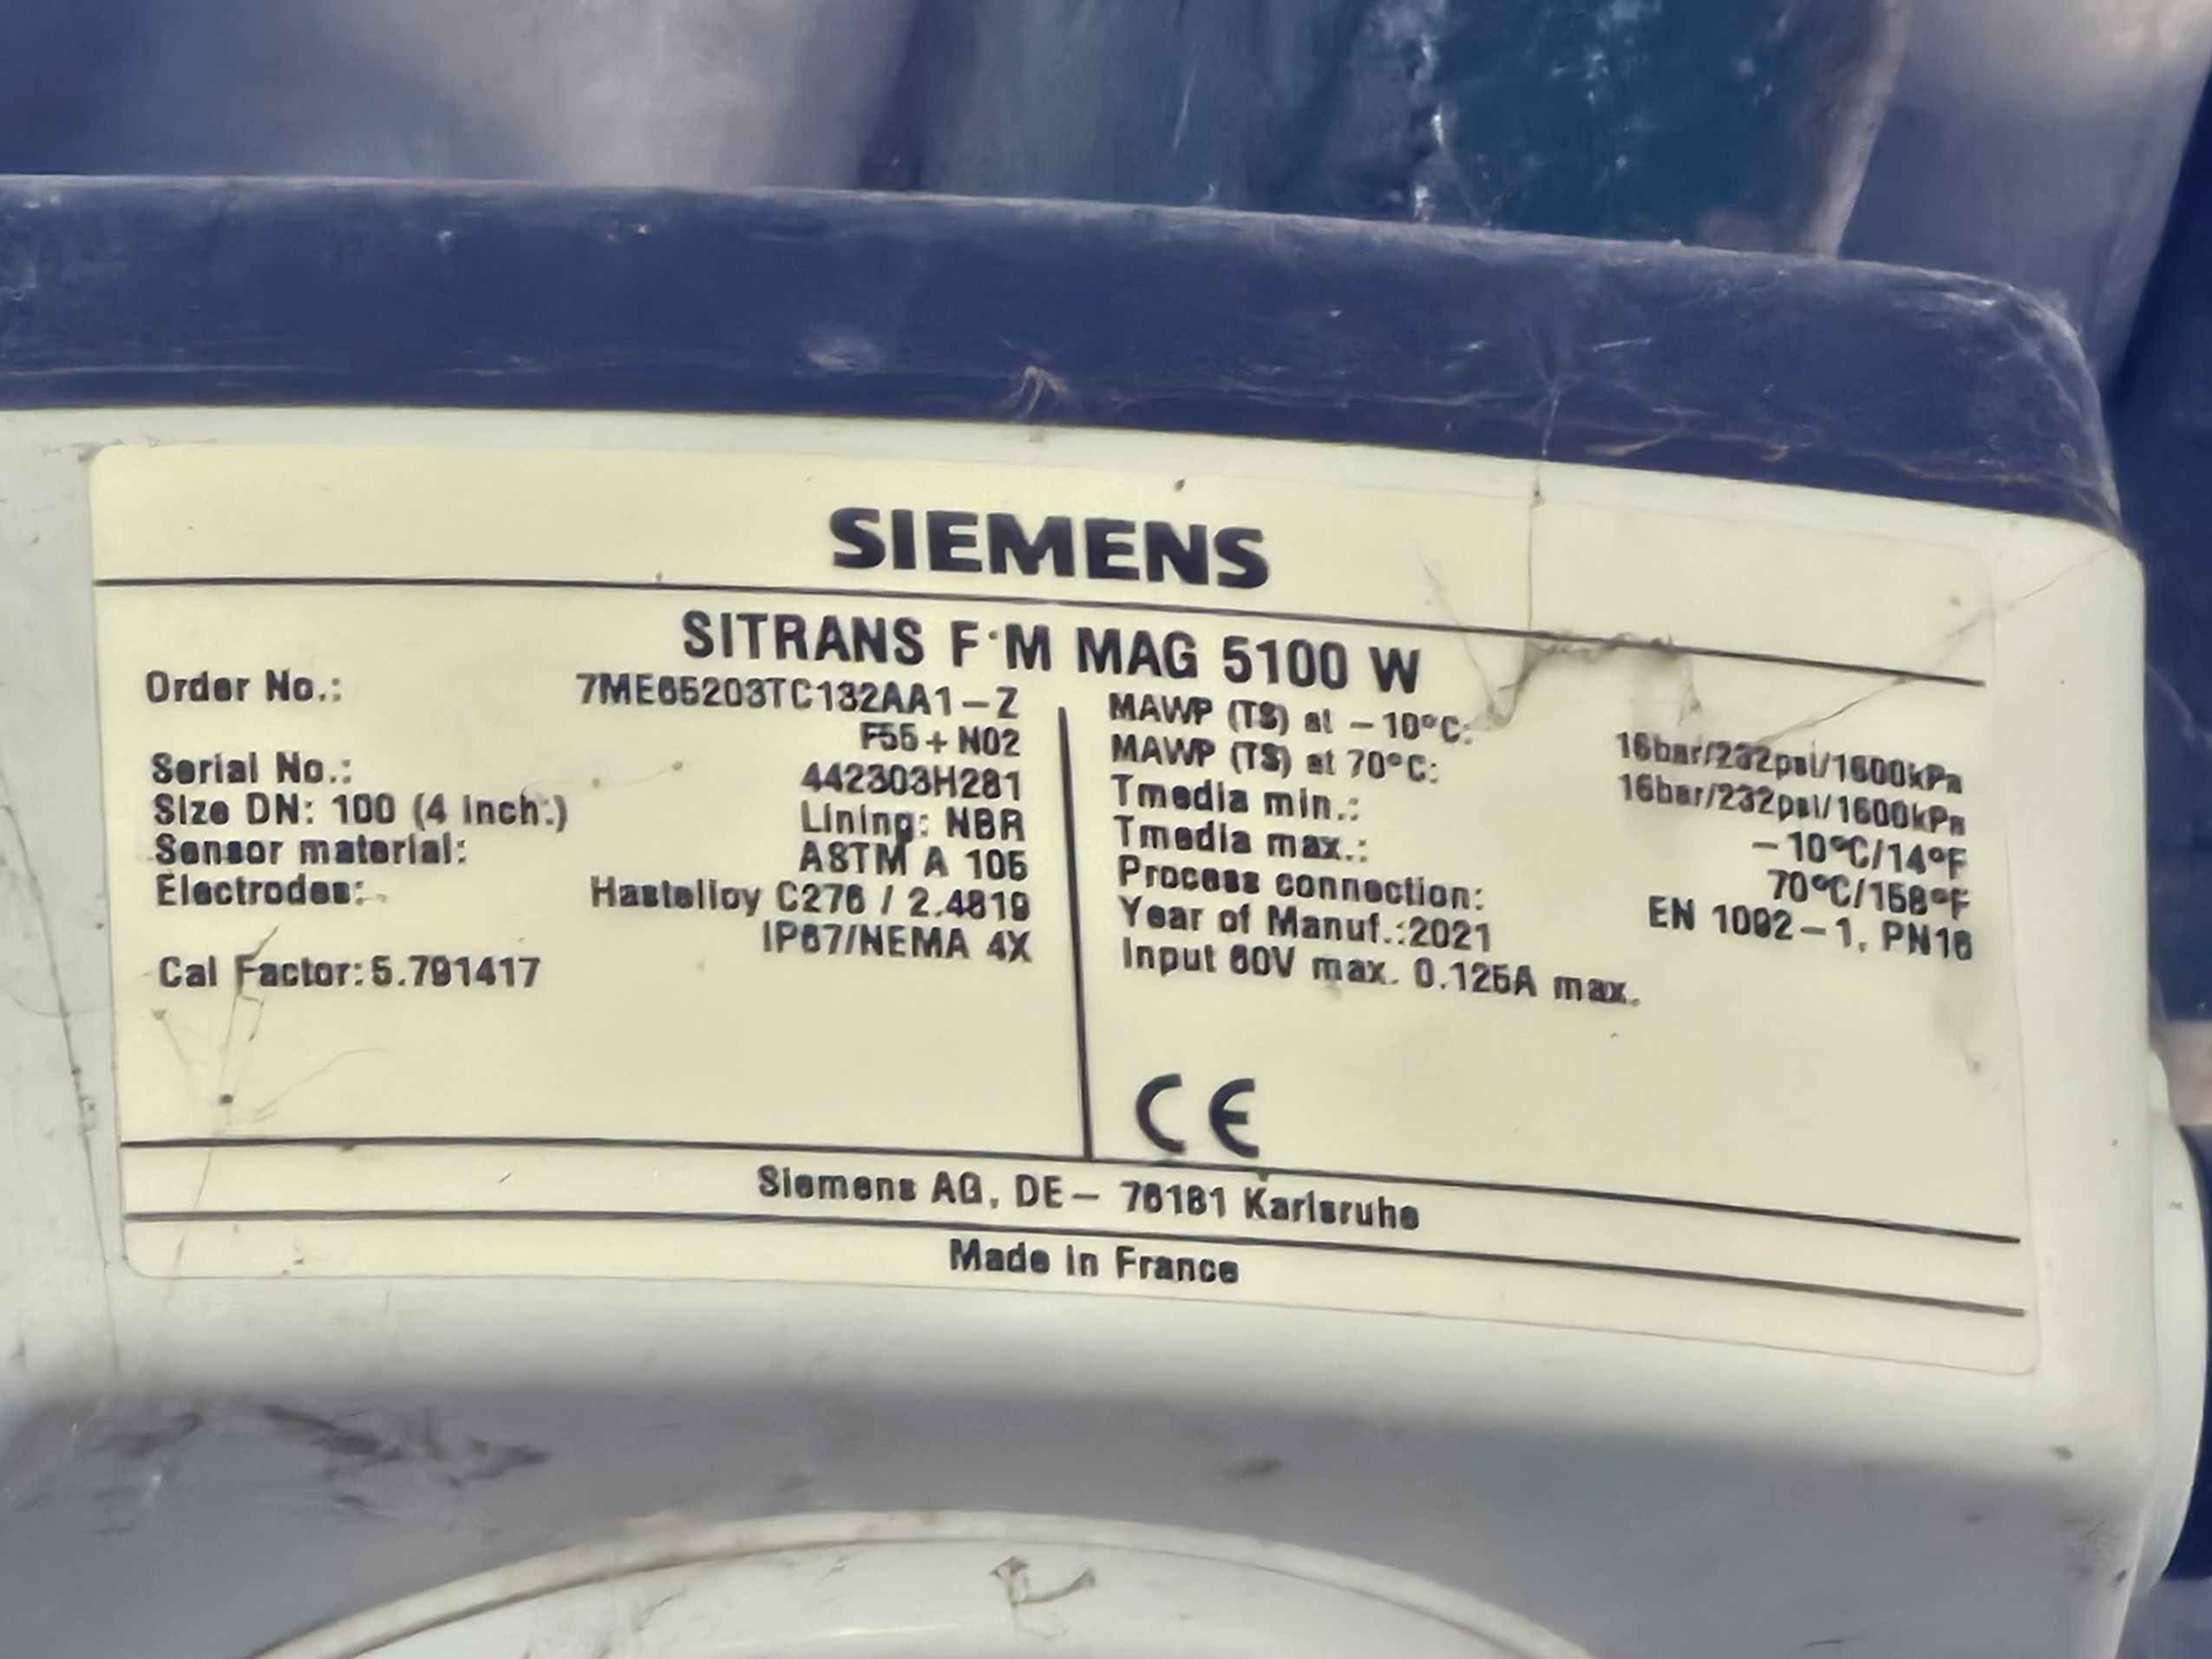 SIEMENS
SITRANS F M MAG 5100 W
Order No.: 7ME65203TC132AA1-Z
F55+N02
Serial No.: 442303H281
Size DN: 100 (4 inch.) Lining: NBR
Sensor material: ASTM A 105
Electrodes: Hastelloy C276 / 2.4819
IP67/NEMA 4X
Cal Factor: 5.791417
MAWP (TS) at -10°C: 16bar/232psi/1600kPa
MAWP (TS) at 70°C: 16bar/232psi/1600kPa
Tmedia min.: -10°C/14°F
Tmedia max.: 70°C/158°F
Process connection: EN 1092-1, PN16
Year of Manuf.:2021
Input 60V max. 0.125A max.
CE
Siemens AG, DE- 76181 Karlsruhe
Made in France